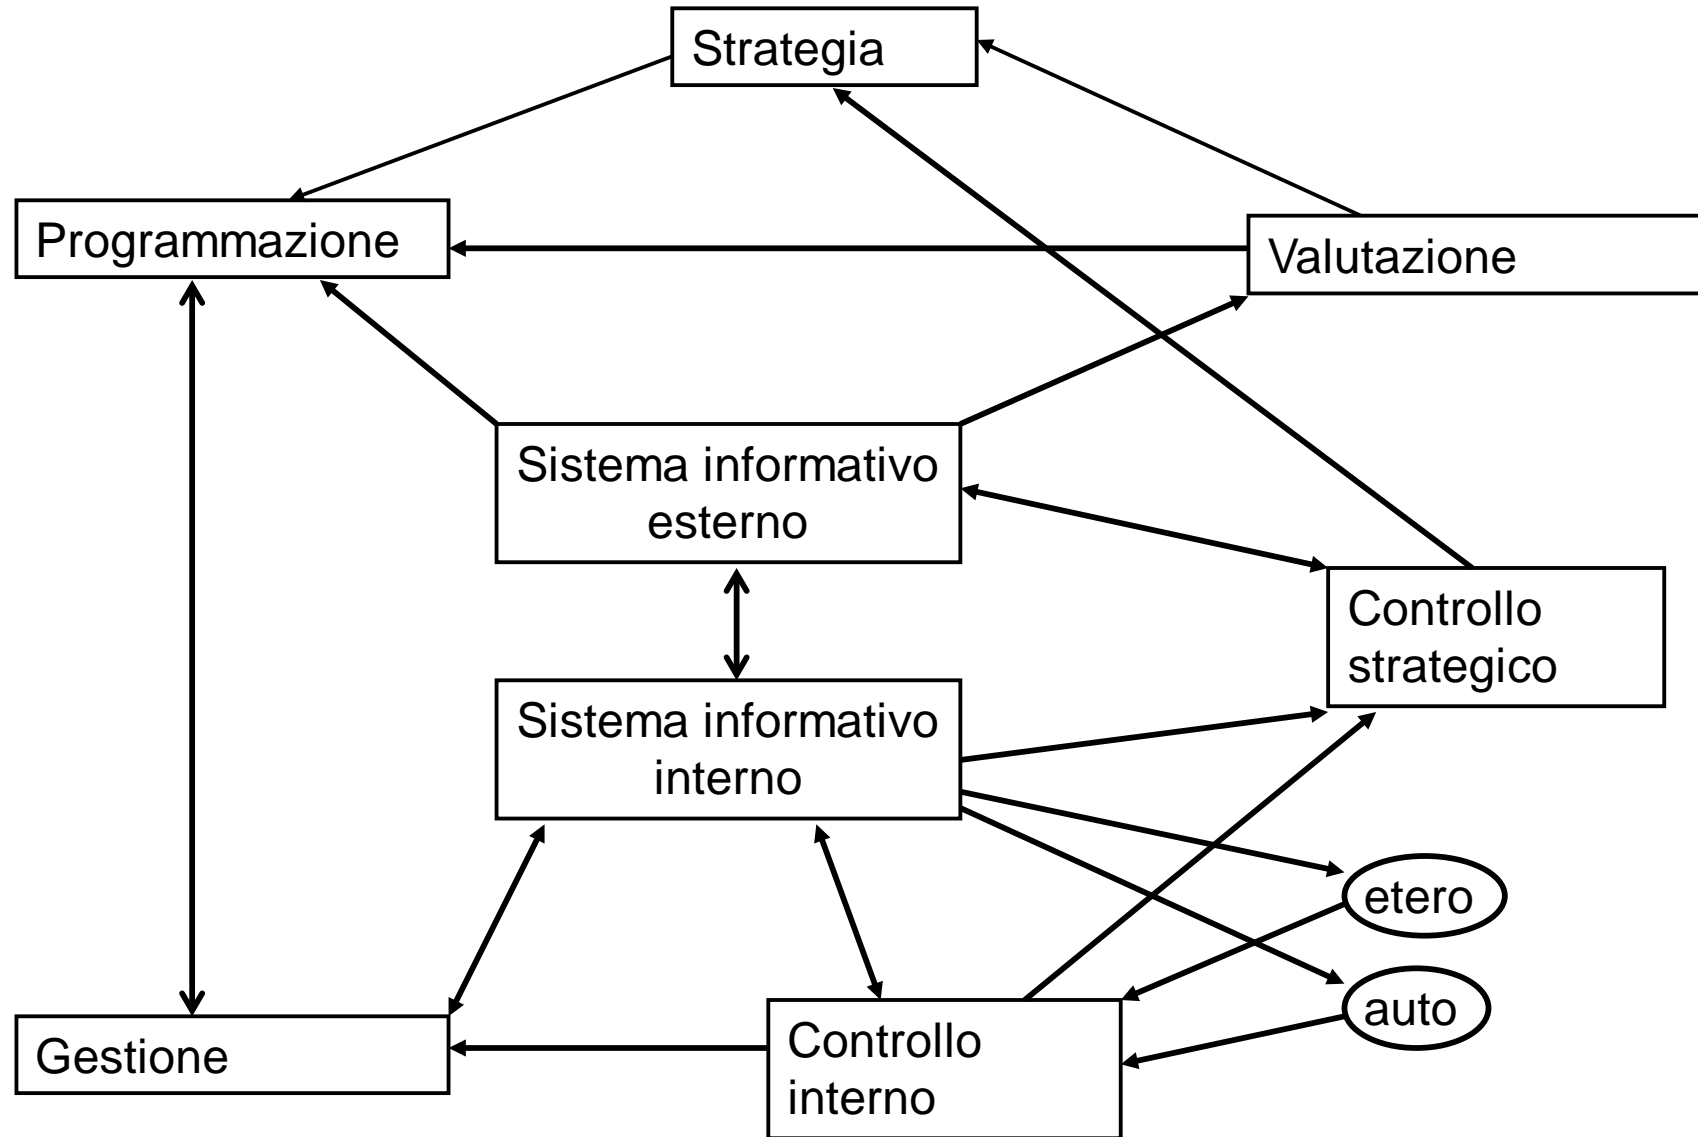 Strategia
Programmazione
Valutazione
Sistema informativo
esterno
Controllo
strategico
Sistema informativo
interno
etero
auto
Gestione
Controllo
interno